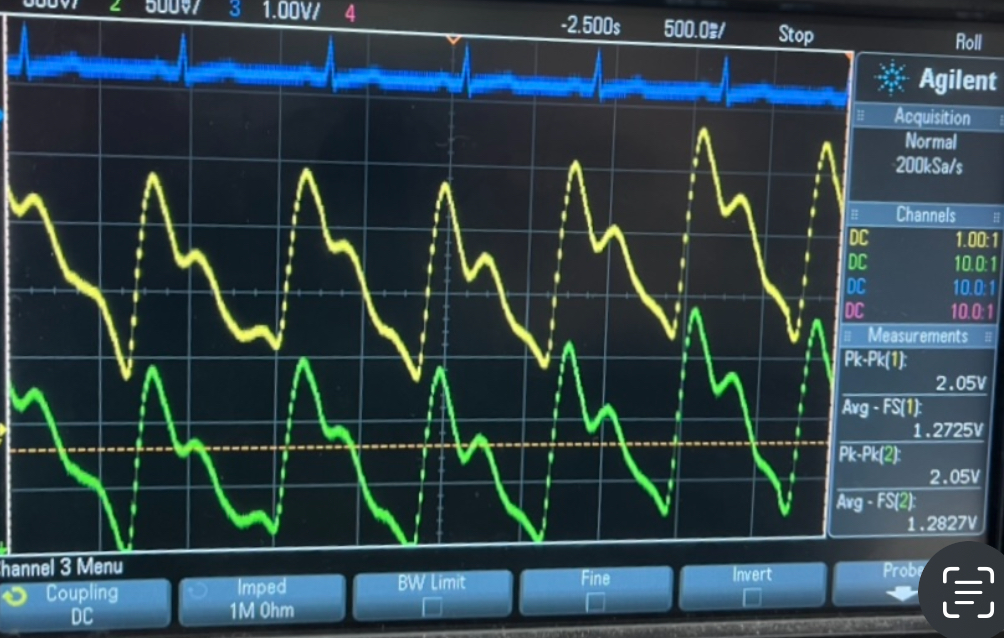 2 500♉/ 3 1.00V/ 4 -2.500s 500.0♉/ Stop Roll
Agilent
Acquisition
Normal
200kSa/s
Channels
DC 1.00:1
DC 10.0:1
DC 10.0:1
DC 10.0:1
Measurements
Pk-Pk(1):
2.05V
Avg - FS(1):
1.2725V
Pk-Pk(2):
2.05V
Avg - FS(2):
1.2827V
hannel 3 Menu
Coupling
DC
Imped
1M Ohm
BW Limit
Fine
Invert
Probe